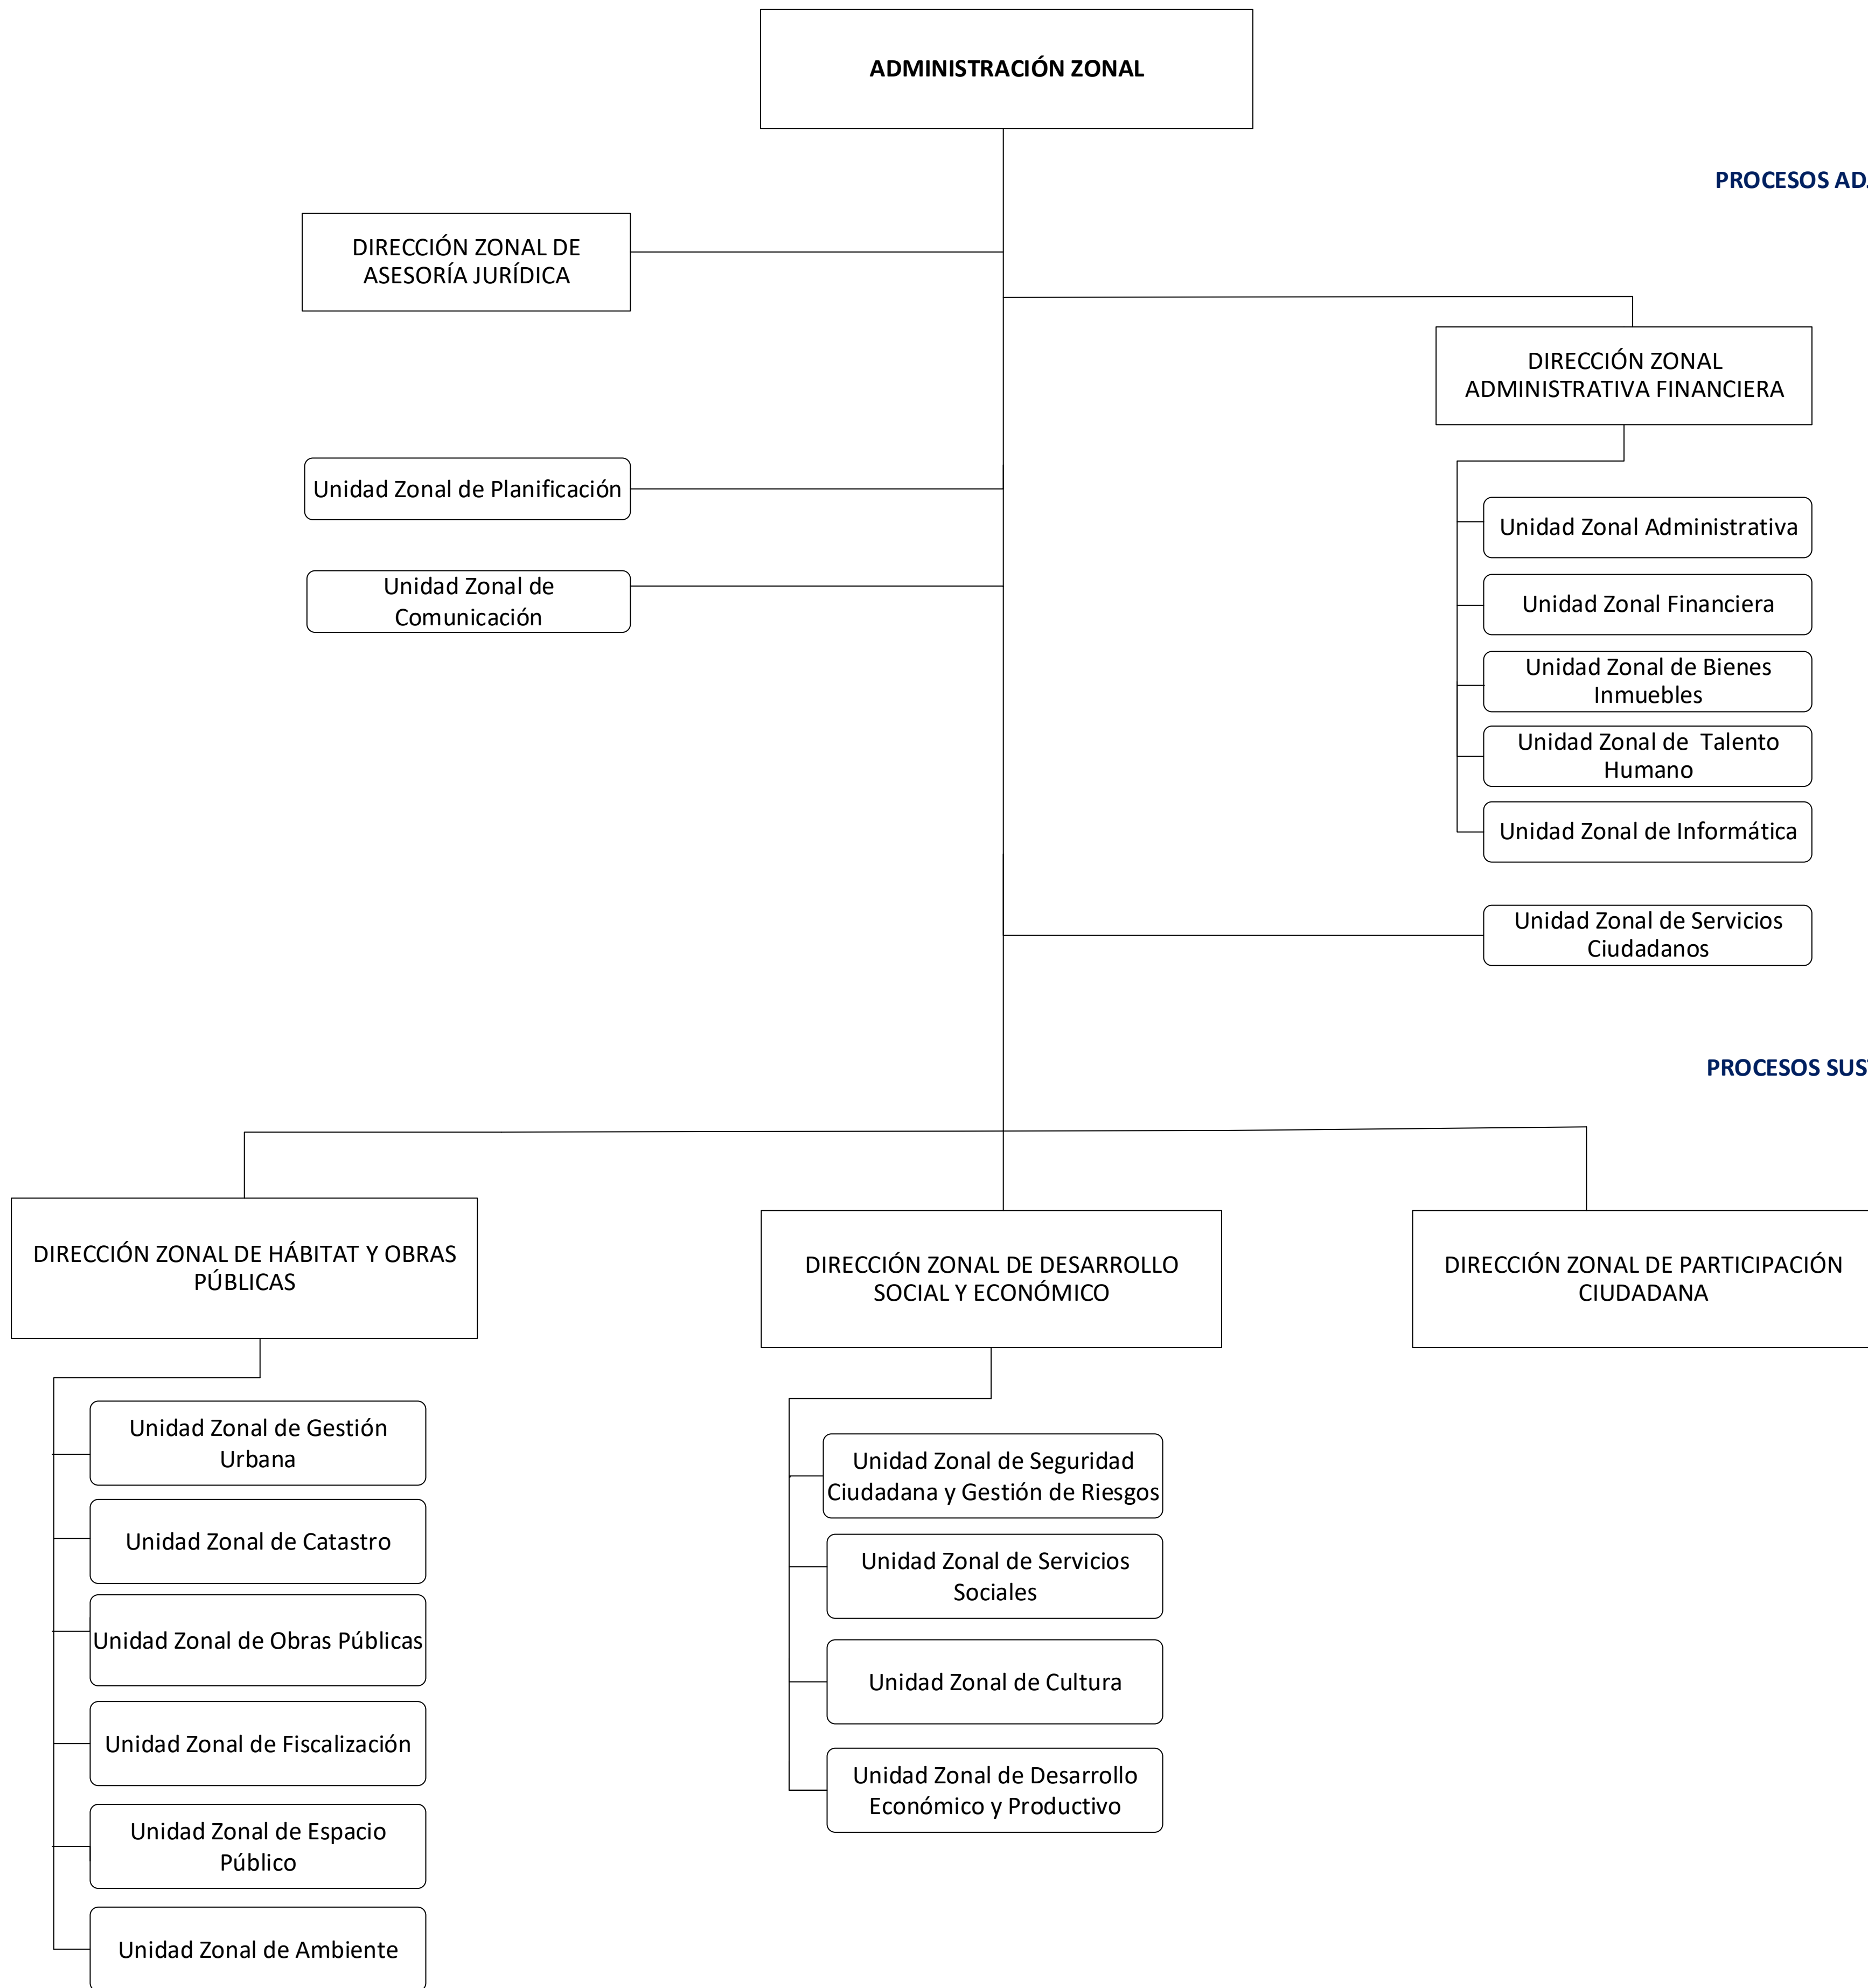 ADMINISTRACIÓN ZONAL
PROCESOS
DIRECCIÓN ZONAL DE
ASESORÍA JURÍDICA
DIRECCIÓN ZONAL
ADMINISTRATIVA FINANCIERA
Unidad Zonal de Planificación
Unidad Zonal de
Comunicación
Unidad Zonal Administrativa
Unidad Zonal Financiera
Unidad Zonal de Bienes
Inmuebles
Unidad Zonal de Talento
Humano
Unidad Zonal de Informática
Unidad Zonal de Servicios
Ciudadanos
PROCESOS
DIRECCIÓN ZONAL DE HÁBITAT Y OBRAS
PÚBLICAS
Unidad Zonal de Gestión
Urbana
Unidad Zonal de Catastro
Unidad Zonal de Obras Públicas
Unidad Zonal de Fiscalización
Unidad Zonal de Espacio
Público
Unidad Zonal de Ambiente
DIRECCIÓN ZONAL DE DESARROLLO
SOCIAL Y ECONÓMICO
Unidad Zonal de Seguridad
Ciudadana y Gestión de Riesgos
Unidad Zonal de Servicios
Sociales
Unidad Zonal de Cultura
Unidad Zonal de Desarrollo
Económico y Productivo
DIRECCIÓN ZONAL DE PARTICIPACIÓN
CIUDADANA